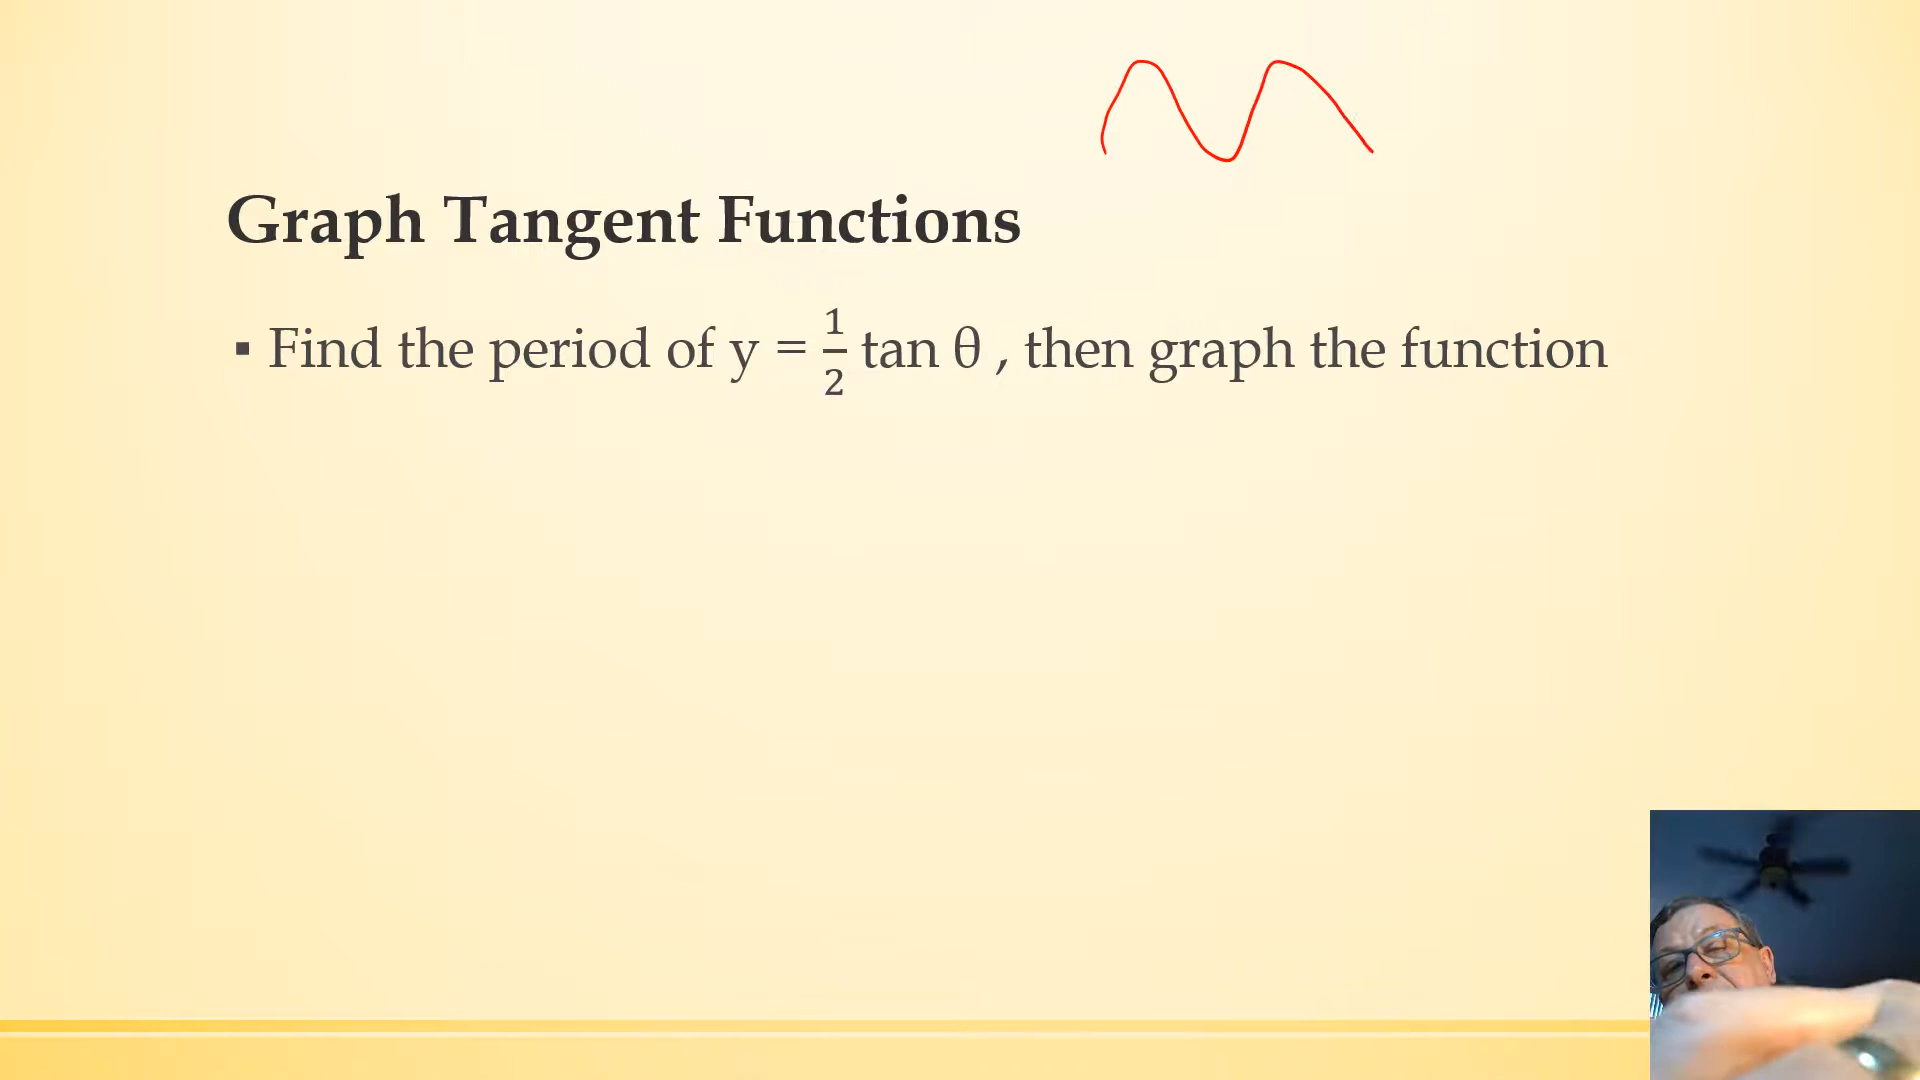 Graph Tangent Functions
▪ Find the period of y = 1/2 tan θ , then graph the function